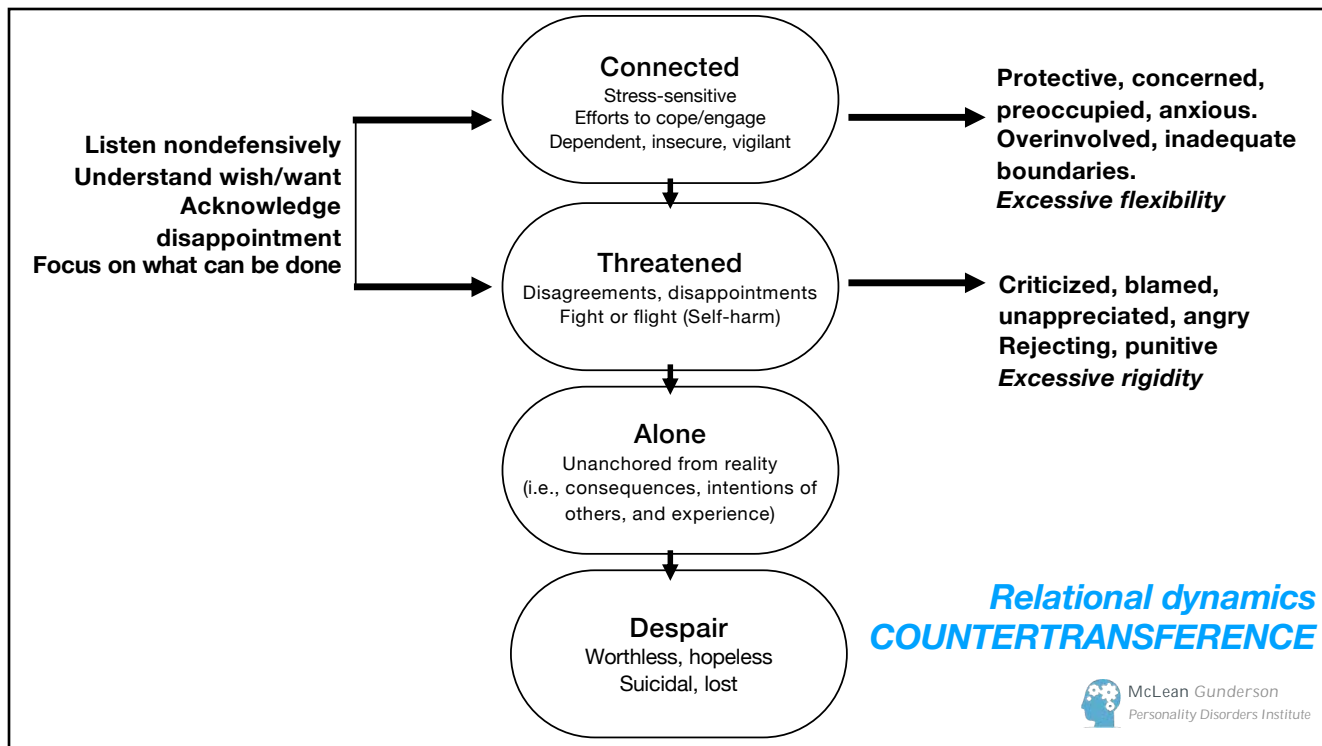 Connected
Stress-sensitive
Efforts to cope/engage
Dependent, insecure, vigilant
Listen nondefensively
Understand wish/want
Acknowledge
disappointment
Focus on what can be done
Protective, concerned,
preoccupied, anxious.
Overinvolved, inadequate
boundaries.
Excessive flexibility
Threatened
Disagreements, disappointments
Fight or flight (Self-harm)
Criticized, blamed,
unappreciated, angry
Rejecting, punitive
Excessive rigidity
Alone
Unanchored from reality
(i.e., consequences, intentions of
others, and experience)
Despair
Worthless, hopeless
Suicidal, lost
Relational dynamics
COUNTERTRANSFERENCE
McLean Gunderson
Personality Disorders Institute